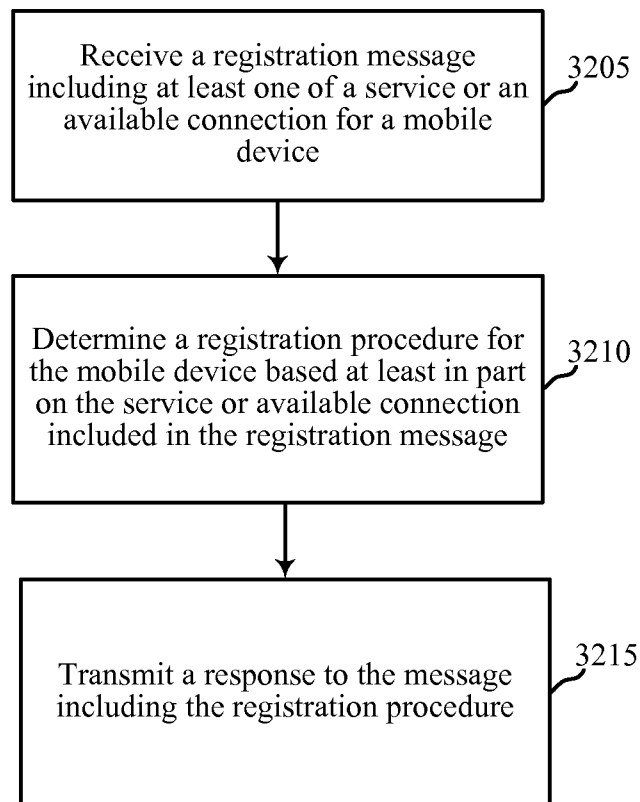 Receive a registration message
including at least one of a service or an
available connection for a mobile
device
3205
Determine a registration procedure for
the mobile device based at least in part
on the service or available connection
included in the registration message
3210
Transmit a response to the message
including the registration procedure
3215